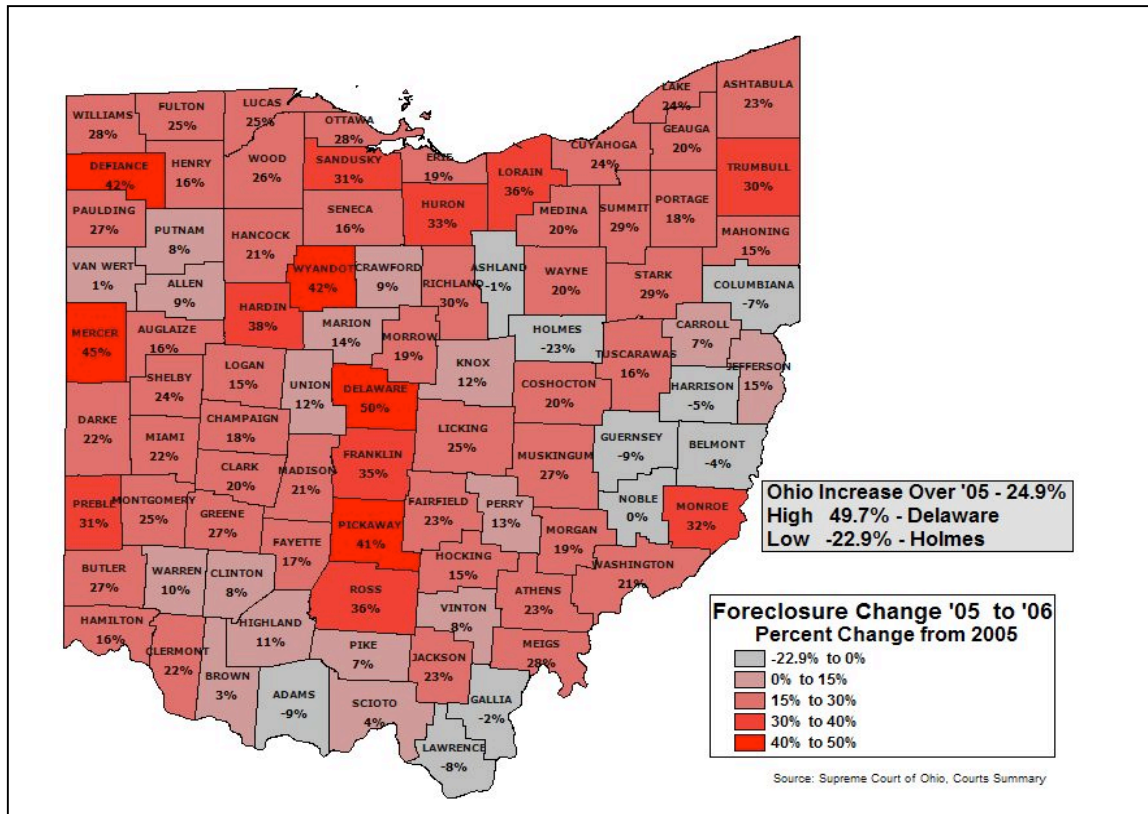 ASHTABULA
23%
LAKE
24%
GEAUGA
20%
CUYAHOGA
24%
TRUMBULL
30%
WILLIAMS
28%
FULTON
25%
LUCAS
25%
OTTAWA
28%
DEFIANCE
42%
HENRY
16%
WOOD
26%
SANDUSKY
31%
ERIE
19%
LORAIN
36%
PAULDING
27%
PUTNAM
8%
HANCOCK
21%
SENECA
16%
HURON
33%
MEDINA
20%
SUMMIT
29%
PORTAGE
18%
MAHONING
15%
VAN WERT
1%
ALLEN
9%
WYANDOT
42%
CRAWFORD
9%
RICHLAND
30%
ASHLAND
-1%
WAYNE
20%
STARK
29%
COLUMBIANA
-7%
MERCER
45%
AUGLAIZE
16%
HARDIN
38%
MARION
14%
MORROW
19%
HOLMES
-23%
TUSCARAWAS
16%
CARROLL
7%
JEFFERSON
15%
SHELBY
24%
LOGAN
15%
UNION
12%
DELAWARE
50%
KNOX
12%
COSHOCTON
20%
HARRISON
-5%
DARKE
22%
MIAMI
22%
CHAMPAIGN
18%
CLARK
20%
MADISON
21%
FRANKLIN
35%
LICKING
25%
MUSKINGUM
27%
GUERNSEY
-9%
BELMONT
-4%
PREBLE
31%
MONTGOMERY
25%
GREENE
27%
FAYETTE
17%
PICKAWAY
41%
FAIRFIELD
23%
PERRY
13%
MORGAN
19%
NOBLE
0%
MONROE
32%
BUTLER
27%
WARREN
10%
CLINTON
8%
ROSS
36%
HOCKING
15%
ATHENS
23%
WASHINGTON
21%
HAMILTON
16%
CLERMONT
22%
BROWN
3%
HIGHLAND
11%
ADAMS
-9%
PIKE
7%
SCIOTO
4%
VINTON
8%
JACKSON
23%
MEIGS
28%
GALLIA
-2%
LAWRENCE
-8%
Ohio Increase Over '05 - 24.9%
High 49.7% - Delaware
Low -22.9% - Holmes
Foreclosure Change '05 to '06
Percent Change from 2005
-22.9% to 0%
0% to 15%
15% to 30%
30% to 40%
40% to 50%
Source: Supreme Court of Ohio, Courts Summary